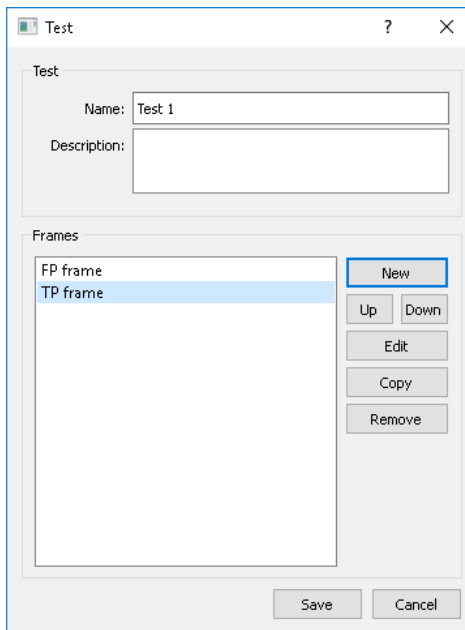 Test ?
Test
Name: Test 1
Description:
Frames
FP frame
TP frame
New
Up Down
Edit
Copy
Remove
Save Cancel